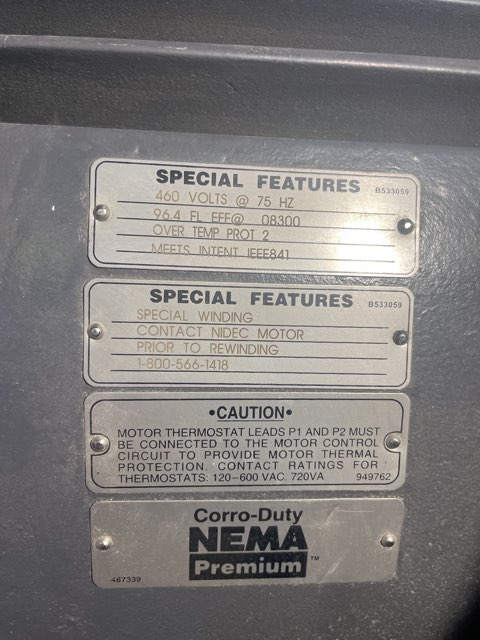 SPECIAL FEATURES B533059
460 VOLTS @ 75 HZ
96.4 FL EFF@ 08300
OVER TEMP PROT 2
MEETS INTENT IEEE841
SPECIAL FEATURES B533059
SPECIAL WINDING
CONTACT NIDEC MOTOR
PRIOR TO REWINDING
1-800-566-1418
•CAUTION•
MOTOR THERMOSTAT LEADS P1 AND P2 MUST
BE CONNECTED TO THE MOTOR CONTROL
CIRCUIT TO PROVIDE MOTOR THERMAL
PROTECTION. CONTACT RATINGS FOR
THERMOSTATS: 120-600 VAC. 720VA 949762
Corro-Duty
NEMA
Premium™
467339